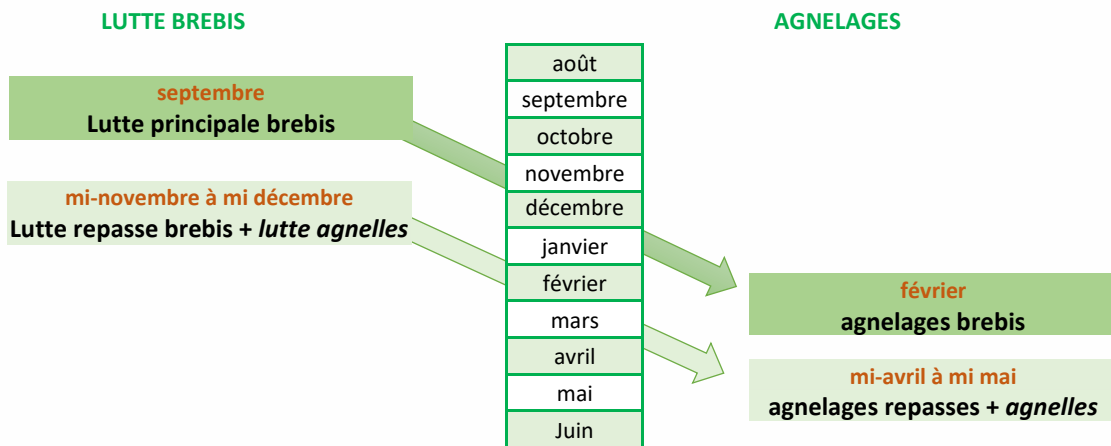 LUTTE BREBIS
AGNELAGES
septembre
Lutte principale brebis
mi-novembre à mi décembre
Lutte repasse brebis + lutte agnelles
août
septembre
octobre
novembre
décembre
janvier
février
mars
avril
mai
Juin
février
agnelages brebis
mi-avril à mi mai
agnelages repasses + agnelles